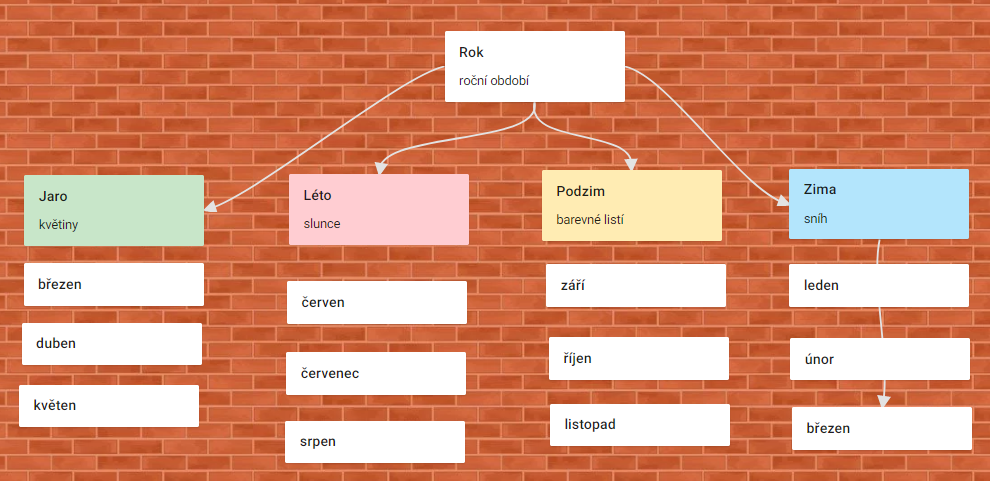 Rok
roční období
Jaro
květiny
březen
duben
květen
Léto
slunce
červen
červenec
srpen
Podzim
barevné listí
září
říjen
listopad
Zima
sníh
leden
únor
březen